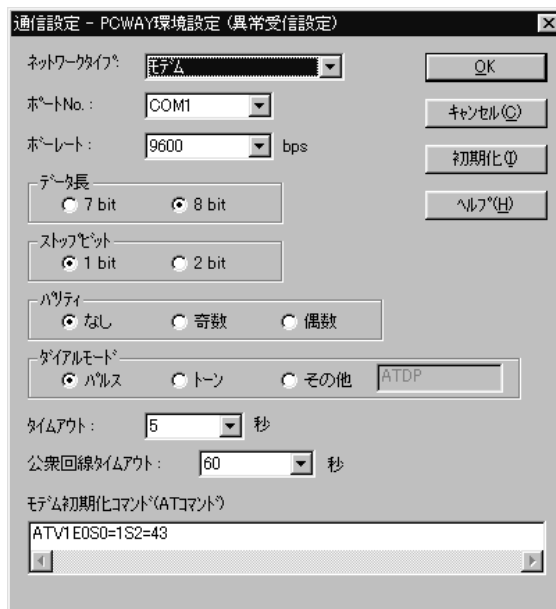 通信設定 - PCWAY環境設定 (異常受信設定)
ﾈｯﾄﾜｰｸﾀｲﾌﾟ: ﾓﾃﾞﾑ OK
ﾎﾟｰﾄNo. : COM1 ｷｬﾝｾﾙ(C)
ﾎﾞｰﾚｰﾄ : 9600 bps 初期化(I)
ﾃﾞｰﾀ長 ﾍﾙﾌﾟ(H)
7 bit 8 bit
ｽﾄｯﾌﾟﾋﾞｯﾄ
1 bit 2 bit
ﾊﾟﾘﾃｨ
なし 奇数 偶数
ﾀﾞｲｱﾙﾓｰﾄﾞ
ﾊﾟﾙｽ ﾄｰﾝ その他 ATDP
ﾀｲﾑｱｳﾄ : 5 秒
公衆回線ﾀｲﾑｱｳﾄ : 60 秒
ﾓﾃﾞﾑ初期化ｺﾏﾝﾄﾞ(ATｺﾏﾝﾄﾞ)
ATV1E0S0=1S2=43